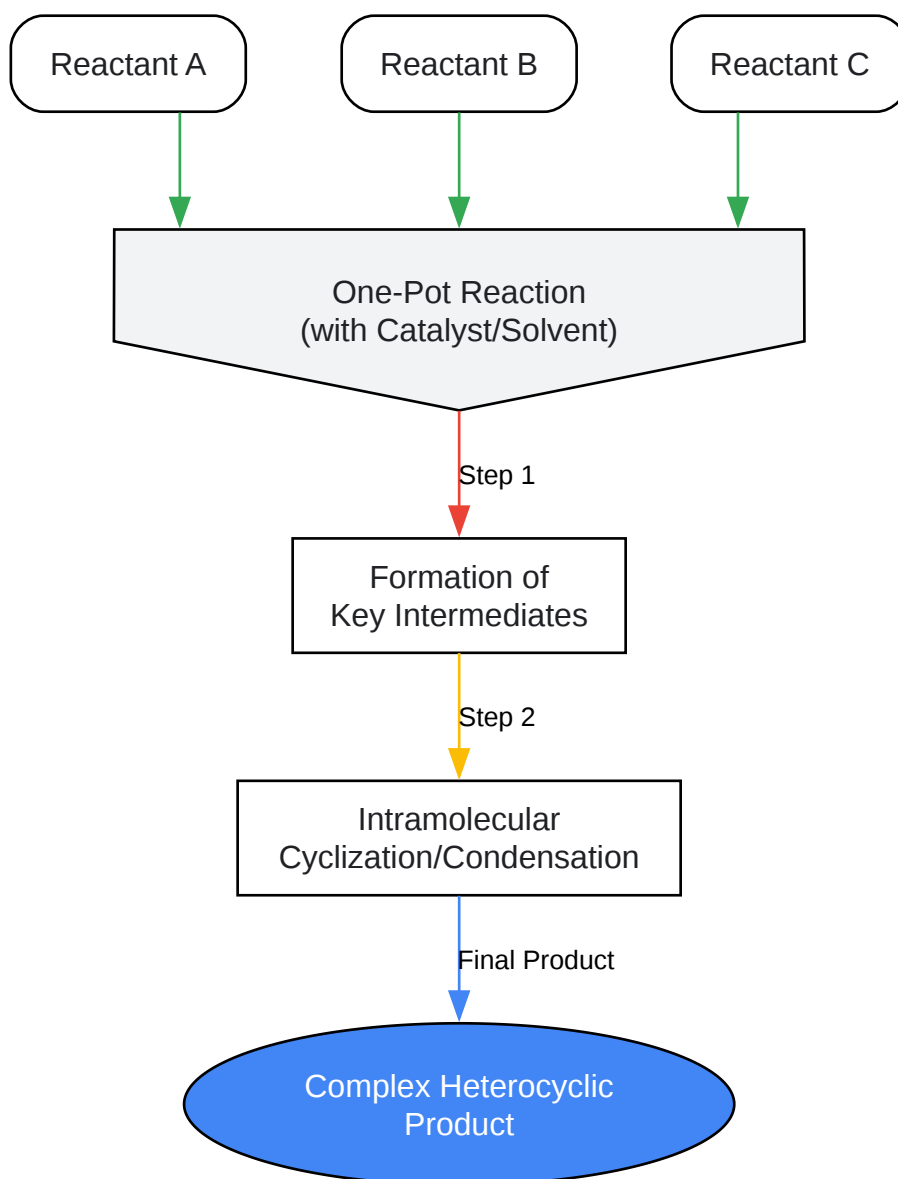 Reactant A
Reactant B
Reactant C
One-Pot Reaction
(with Catalyst/Solvent)
Step 1
Formation of
Key Intermediates
Step 2
Intramolecular
Cyclization/Condensation
Final Product
Complex Heterocyclic
Product